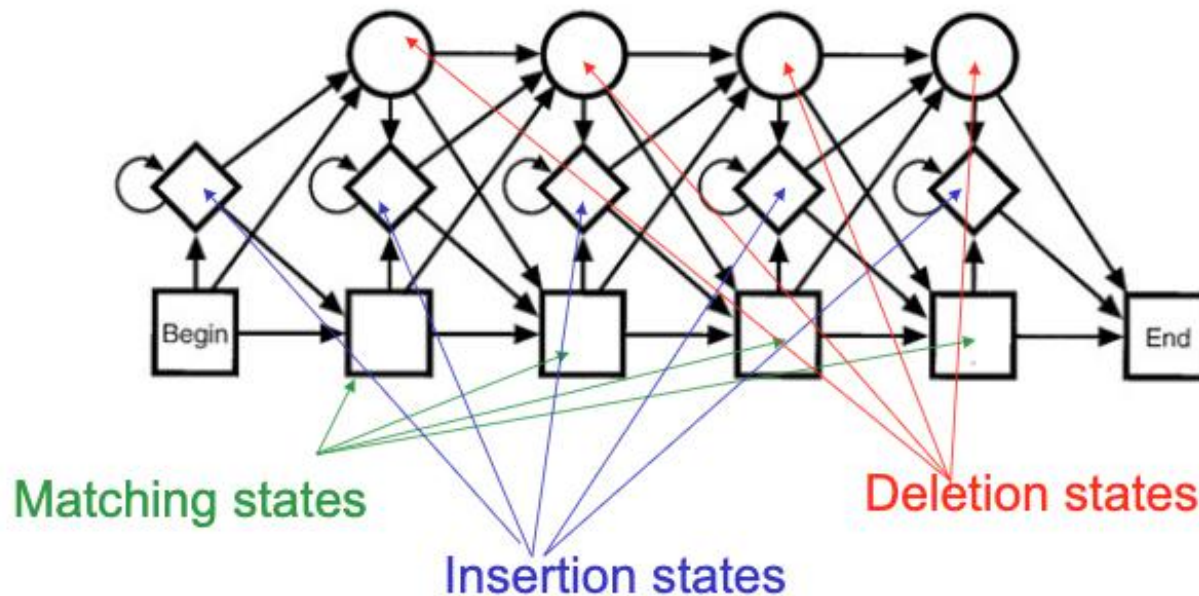 Begin
End
Matching states
Deletion states
Insertion states